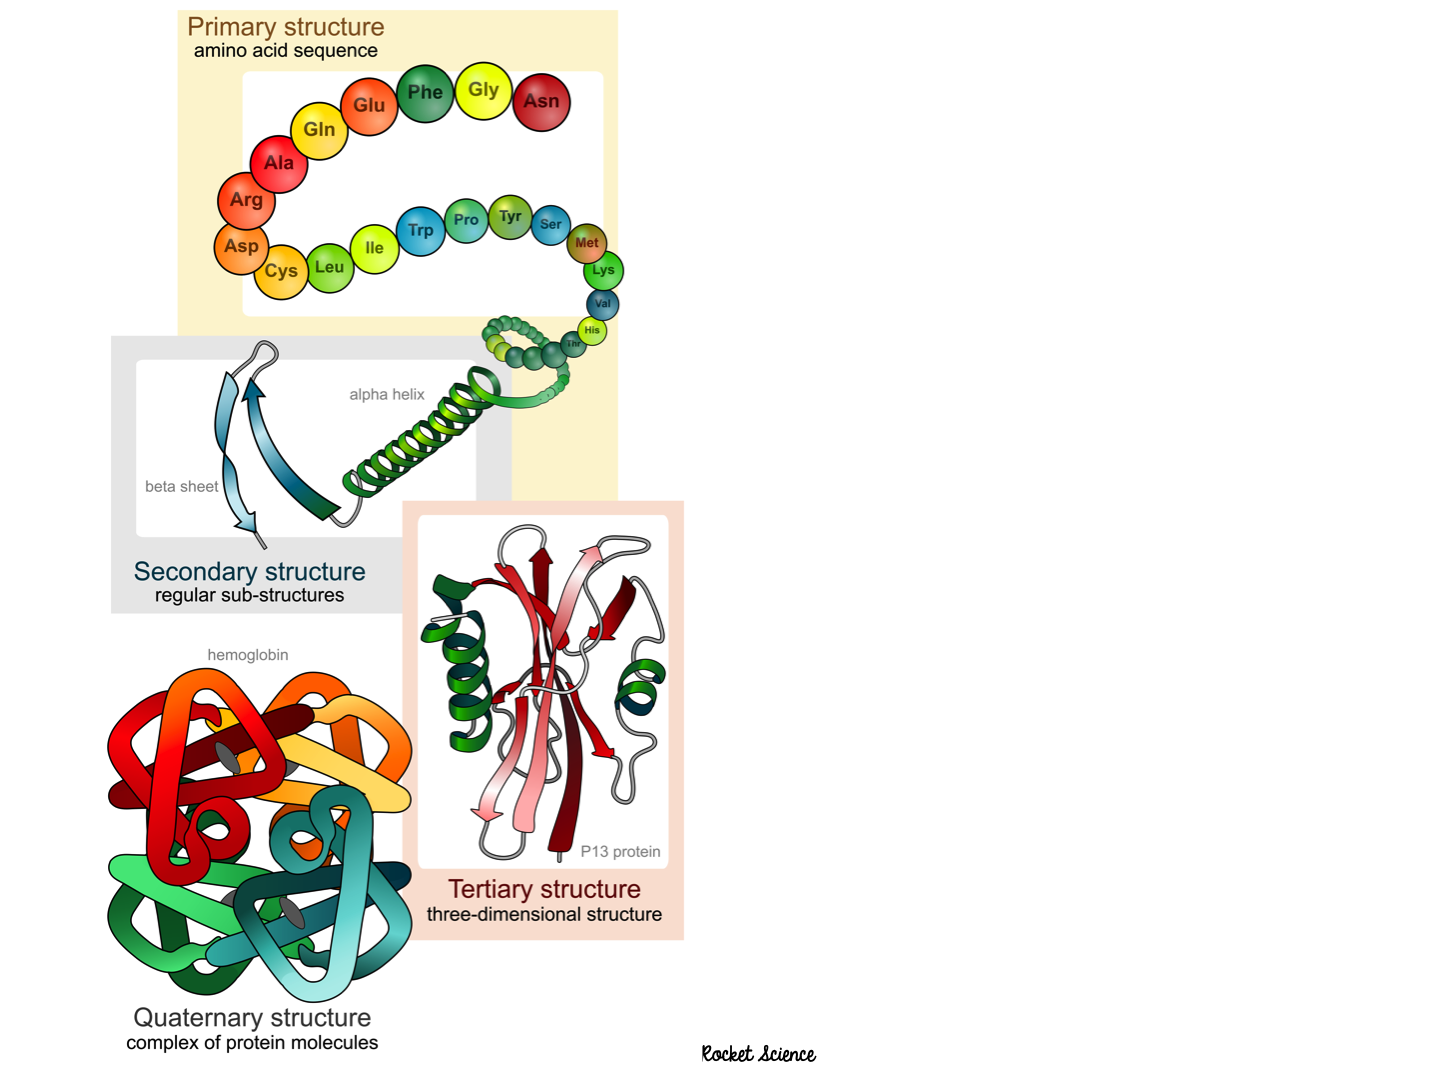 Primary structure
amino acid sequence
Asn
Gly
Phe
Glu
Gln
Ala
Arg
Asp
Cys
Leu
Ile
Trp
Pro
Tyr
Ser
Met
Lys
Val
His
Thr
alpha helix
beta sheet
Secondary structure
regular sub-structures
P13 protein
Tertiary structure
three-dimensional structure
hemoglobin
Quaternary structure
complex of protein molecules
Rocket Science